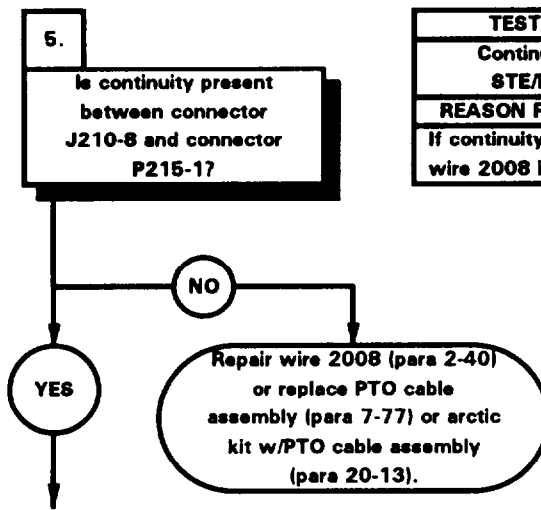 5.
Is continuity present
between connector
J210-8 and connector
P215-1?
TEST
Contin
STE/
REASON F
If continuity
wire 2008 i
NO
YES
Repair wire 2008 (para 2-40)
or replace PTO cable
assembly (para 7-77) or arctic
kit w/PTO cable assembly
(para 20-13).